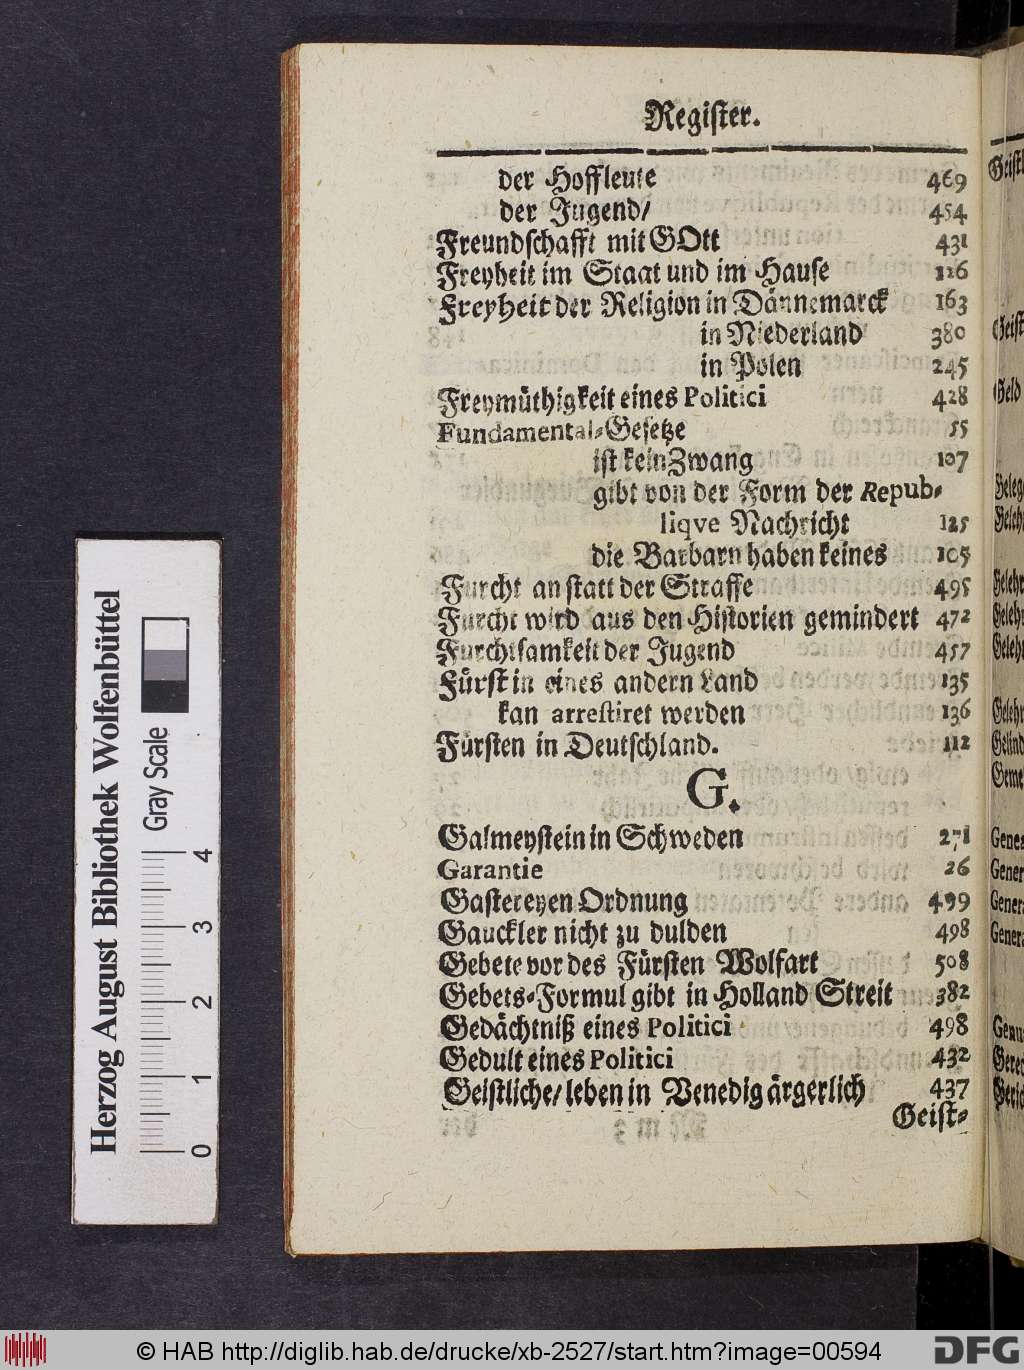 Register.
der Hoffleute 469
der Jugend/ 454
Freundschafft mit GOtt 431
Freyheit im Staat und im Hause 126
Freyheit der Religion in Dännemarck 163
in Niederland 380
in Polen 245
Freymüthigkeit eines Politici 428
Fundamental-Gesetze 55
ist kein Zwang 107
gibt von der Form der Repub-
liqve Nachricht 125
die Barbarn haben keines 105
Furcht an statt der Straffe 495
Furcht wird aus den Historien gemindert 472
Furchtsamkeit der Jugend 457
Fürst in eines andern Land 135
kan arrestiret werden 136
Fürsten in Deutschland. 112
G.
Galmeystein in Schweden 271
Garantie 26
Gastereyen Ordnung 499
Gauckler nicht zu dulden 498
Gebete vor des Fürsten Wolfart 508
Gebets-Formul gibt in Holland Streit 382
Gedächtniß eines Politici 498
Gedult eines Politici 432
Geistliche/ leben in Venedig ärgerlich 437
Geist-
Herzog August Bibliothek Wolfenbüttel
Gray Scale
0 1 2 3 4
© HAB http://diglib.hab.de/drucke/xb-2527/start.htm?image=00594
DFG